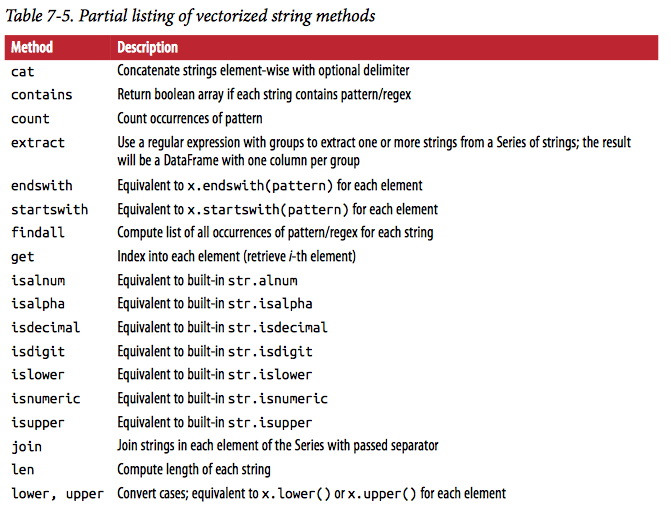 Table 7-5. Partial listing of vectorized string methods
Method Description
cat Concatenate strings element-wise with optional delimiter
contains Return boolean array if each string contains pattern/regex
count Count occurrences of pattern
extract Use a regular expression with groups to extract one or more strings from a Series of strings; the result
will be a DataFrame with one column per group
endswith Equivalent to x.endswith(pattern) for each element
startswith Equivalent to x.startswith(pattern) for each element
findall Compute list of all occurrences of pattern/regex for each string
get Index into each element (retrieve i-th element)
isalnum Equivalent to built-in str.alnum
isalpha Equivalent to built-in str.isalpha
isdecimal Equivalent to built-in str.isdecimal
isdigit Equivalent to built-in str.isdigit
islower Equivalent to built-in str.islower
isnumeric Equivalent to built-in str.isnumeric
isupper Equivalent to built-in str.isupper
join Join strings in each element of the Series with passed separator
len Compute length of each string
lower, upper Convert cases; equivalent to x.lower() or x.upper() for each element